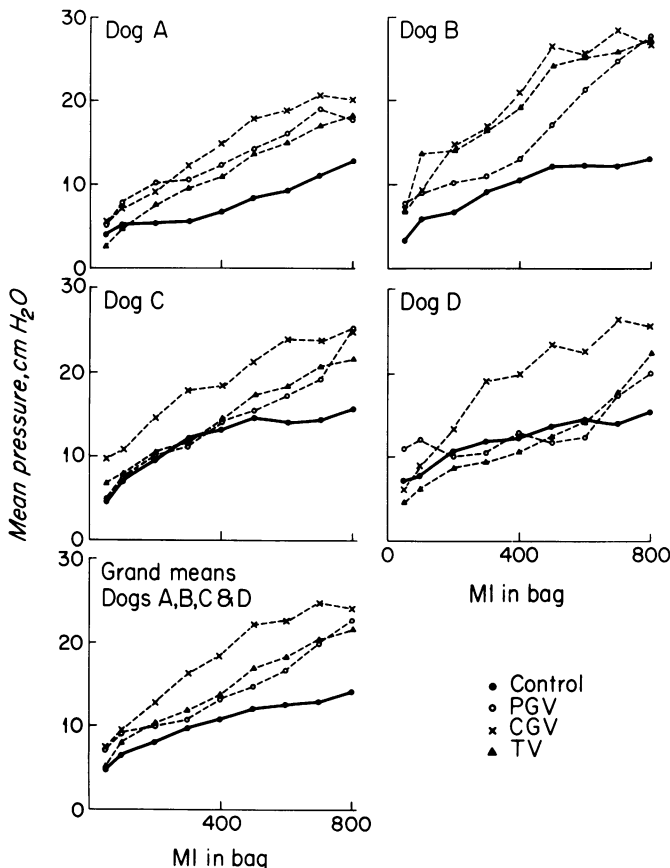 30
20
10
0
Dog A
Dog B
30
20
10
0
Dog C
Dog D
Mean pressure, cm H₂O
0
400
800
Ml in bag
30
20
10
0
Grand means
Dogs A,B,C & D
400
800
Ml in bag
Control
PGV
CGV
TV